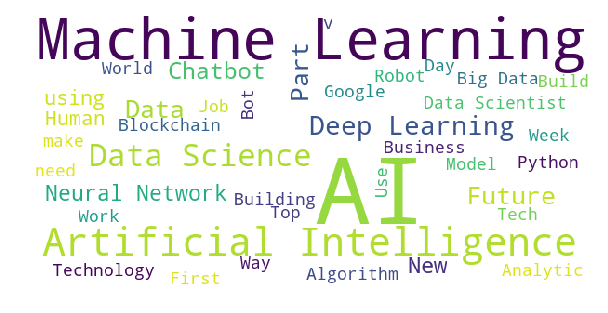 Machine Learning
v
World
Chatbot
Part
Robot
Day
Big Data
Build
Google
using
Data
Job
Bot
Data Scientist
Human
Blockchain
Deep Learning
Week
make
Data Science
Business
Model
Python
need
AI
Use
Neural Network
Building
Future
Work
Top
Tech
Artificial Intelligence
Technology
First
Way
Algorithm
New
Analytic